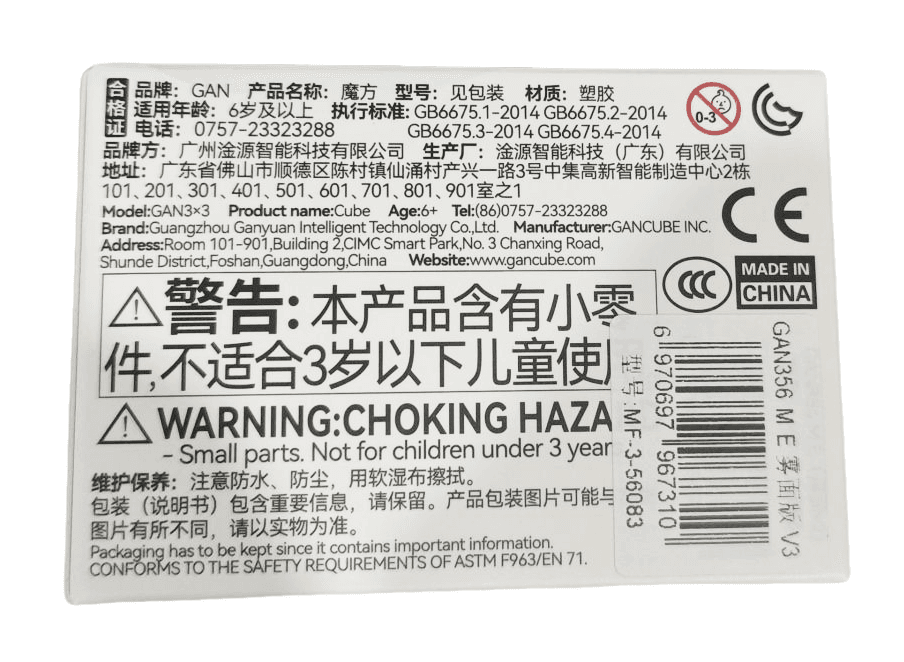 合格证
品牌：GAN 产品名称：魔方 型号：见包装 材质：塑胶
适用年龄：6岁及以上 执行标准：GB6675.1-2014 GB6675.2-2014
电话：0757-23323288 GB6675.3-2014 GB6675.4-2014
0-3
品牌方：广州淦源智能科技有限公司 生产厂：淦源智能科技（广东）有限公司
地址：广东省佛山市顺德区陈村镇仙涌村产兴一路3号中集高新智能制造中心2栋
101、201、301、401、501、601、701、801、901室之1
Model:GAN3×3 Product name:Cube Age:6+ Tel:(86)0757-23323288
Brand:Guangzhou Ganyuan Intelligent Technology Co.,Ltd. Manufacturer:GANCUBE INC.
Address:Room 101-901,Building 2,CIMC Smart Park,No. 3 Chanxing Road,
Shunde District,Foshan,Guangdong,China Website:www.gancube.com
CE
CCC
MADE IN
CHINA
警告：本产品含有小零
件,不适合3岁以下儿童使用
WARNING:CHOKING HAZA
- Small parts. Not for children under 3 year
维护保养：注意防水、防尘，用软湿布擦拭。
包装（说明书）包含重要信息，请保留。产品包装图片可能与
图片有所不同，请以实物为准。
Packaging has to be kept since it contains important information.
CONFORMS TO THE SAFETY REQUIREMENTS OF ASTM F963/EN 71.
GAN356 M E 雾面版 V3
6 970697 967310
型号:MF-3-56083